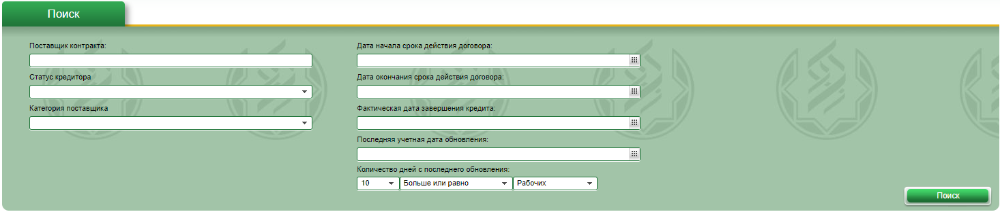 Поиск
Поставщик контракта:
Статус кредитора
Категория поставщика
Дата начала срока действия договора:
Дата окончания срока действия договора:
Фактическая дата завершения кредита:
Последняя учетная дата обновления:
Количество дней с последнего обновления:
10 Больше или равно Рабочих
Поиск